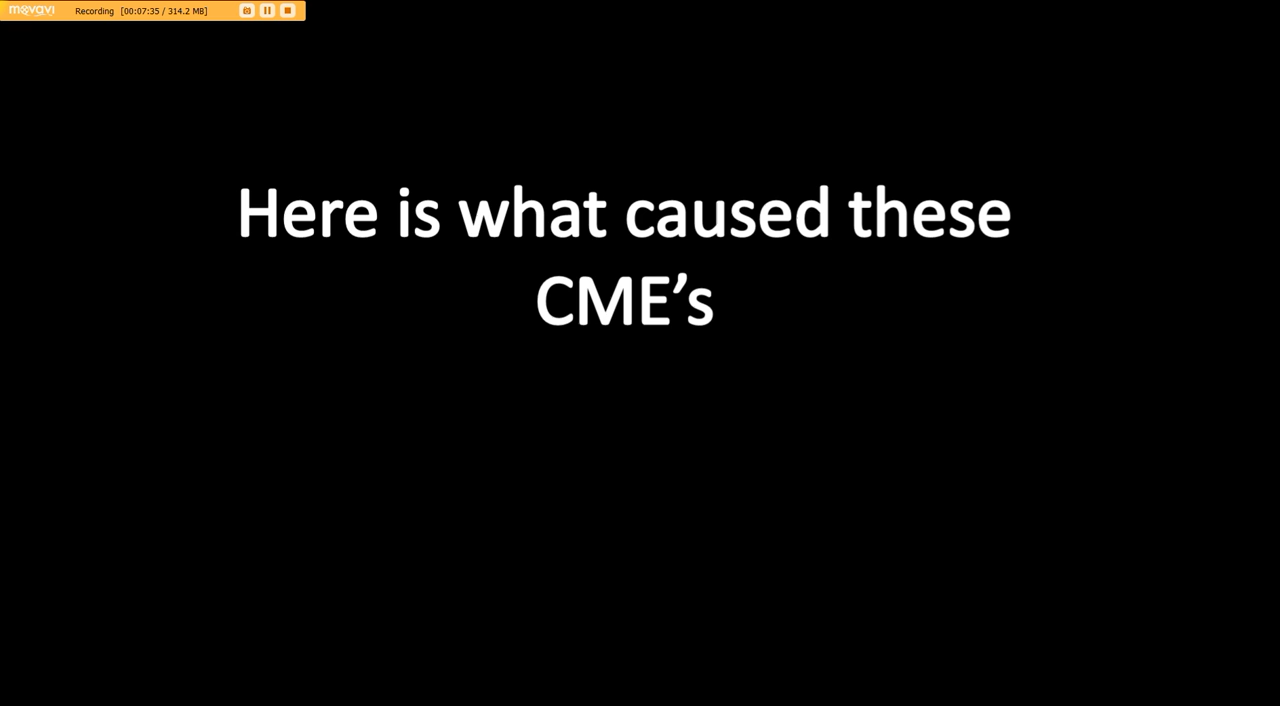 movavi Recording [00:07:35 / 314.2 MB]
Here is what caused these
CME’s